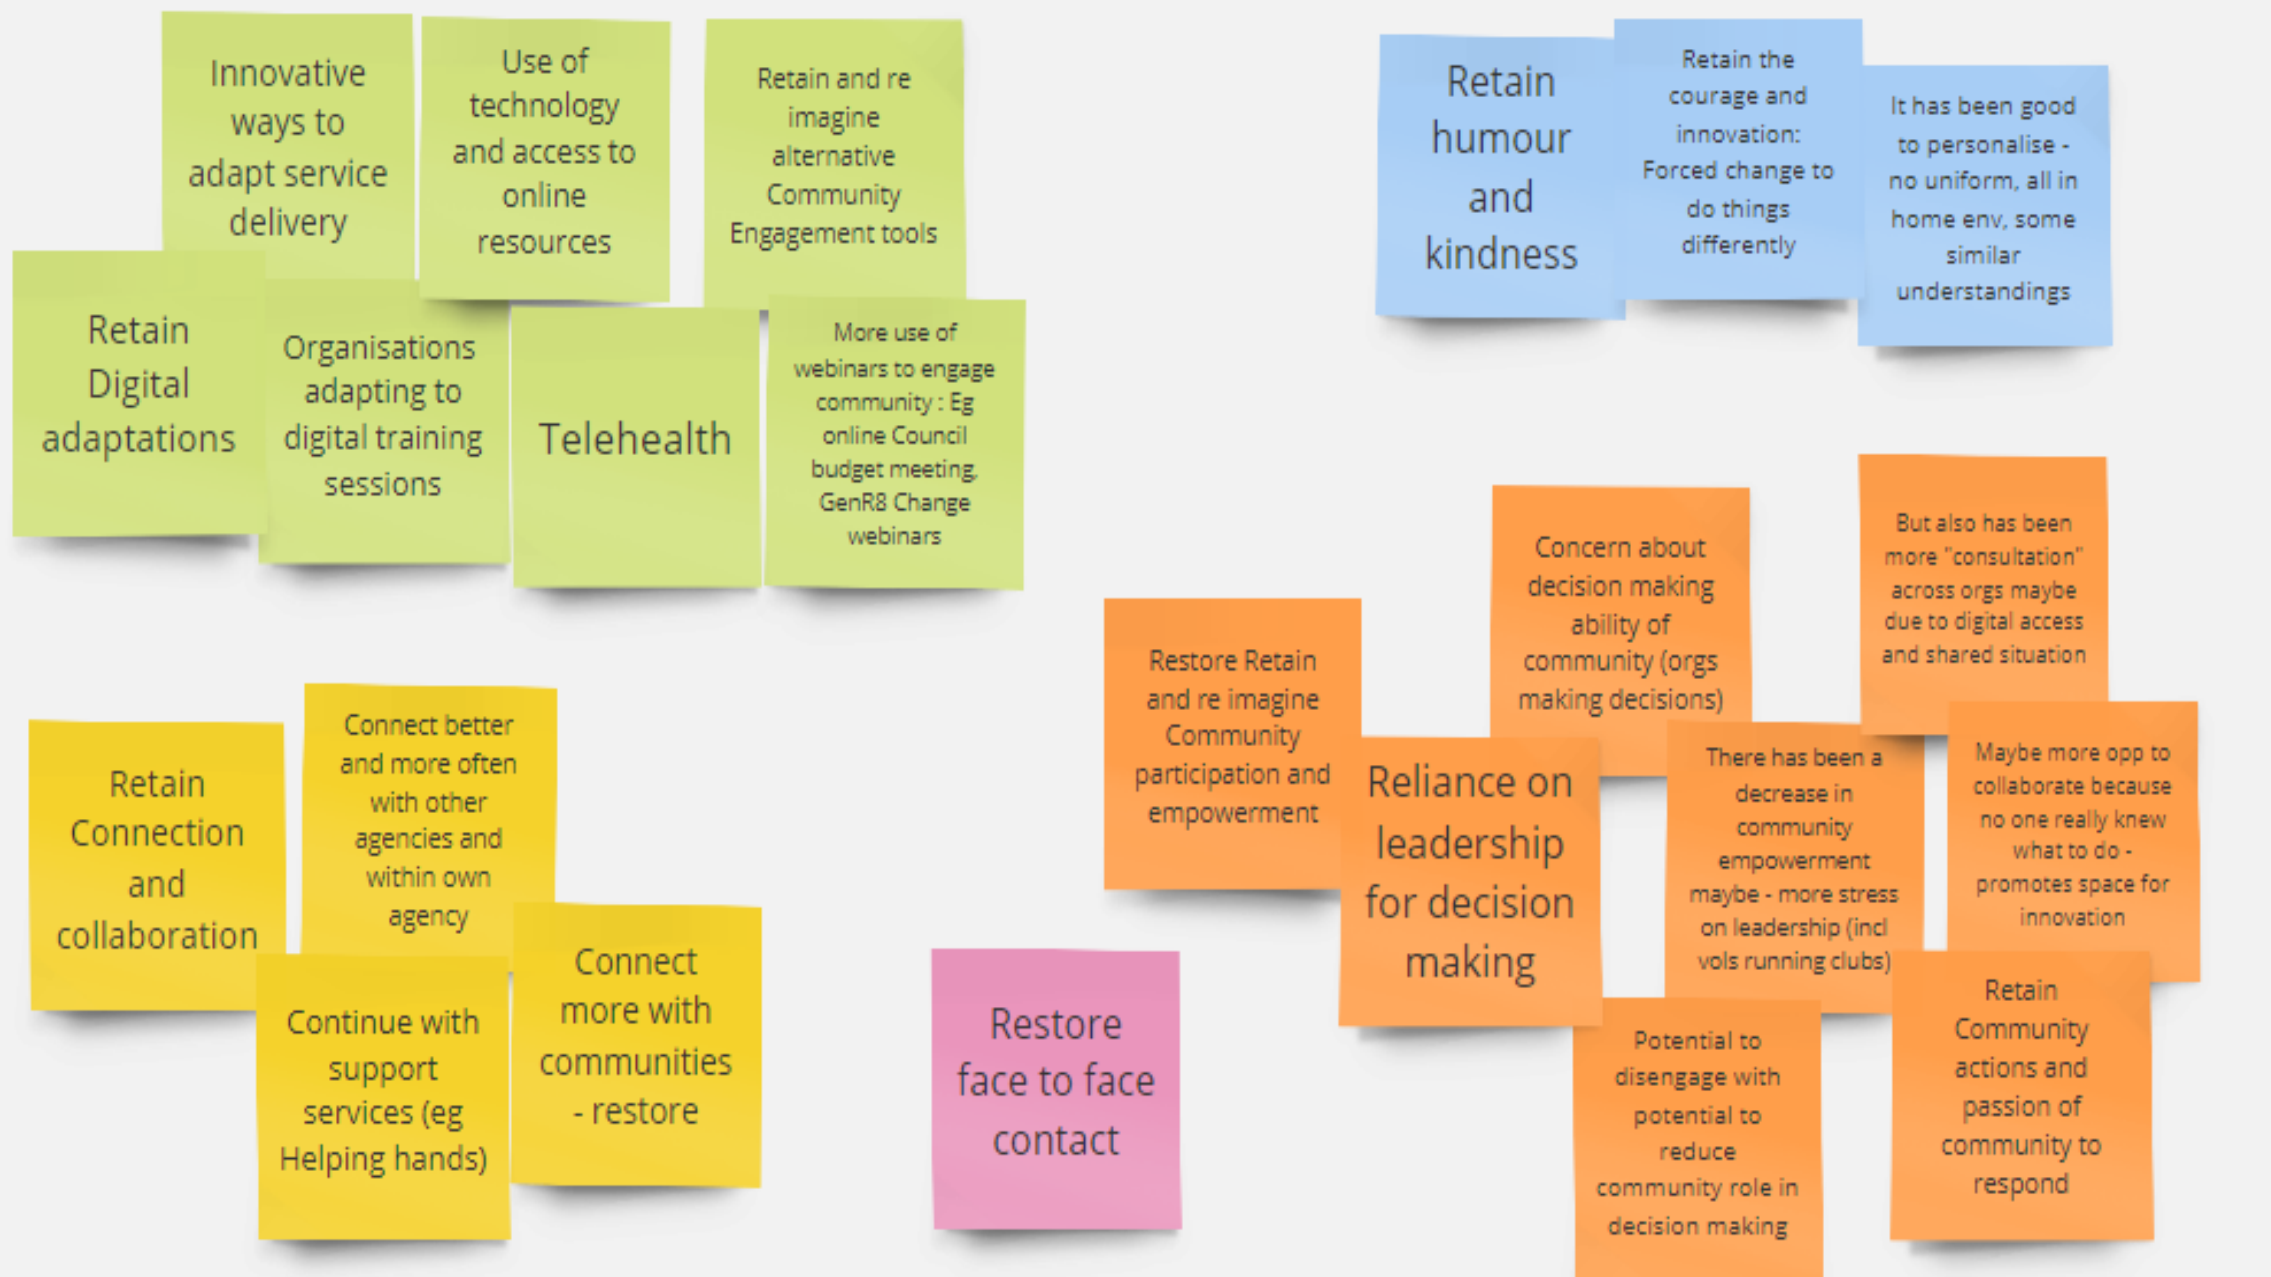 Innovative
ways to
adapt service
delivery
Use of
technology
and access to
online
resources
Retain and re
imagine
alternative
Community
Engagement tools
Retain
Digital
adaptations
Organisations
adapting to
digital training
sessions
Telehealth
More use of
webinars to engage
community : Eg
online Council
budget meeting,
GenR8 Change
webinars
Retain
humour
and
kindness
Retain the
courage and
innovation:
Forced change to
do things
differently
It has been good
to personalise -
no uniform, all in
home env, some
similar
understandings
Retain
Connection
and
collaboration
Connect better
and more often
with other
agencies and
within own
agency
Continue with
support
services (eg
Helping hands)
Connect
more with
communities
- restore
Restore
face to face
contact
Restore Retain
and re imagine
Community
participation and
empowerment
Concern about
decision making
ability of
community (orgs
making decisions)
But also has been
more "consultation"
across orgs maybe
due to digital access
and shared situation
Reliance on
leadership
for decision
making
There has been a
decrease in
community
empowerment
maybe - more stress
on leadership (incl
vols running clubs)
Maybe more opp to
collaborate because
no one really knew
what to do -
promotes space for
innovation
Potential to
disengage with
potential to
reduce
community role in
decision making
Retain
Community
actions and
passion of
community to
respond